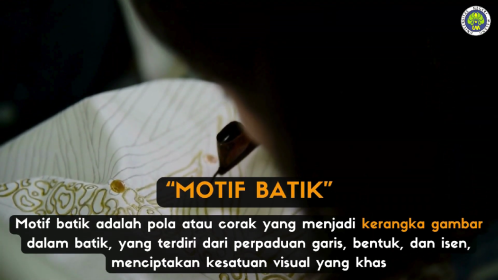 “MOTIF BATIK”
Motif batik adalah pola atau corak yang menjadi kerangka gambar
dalam batik, yang terdiri dari perpaduan garis, bentuk, dan isen,
menciptakan kesatuan visual yang khas